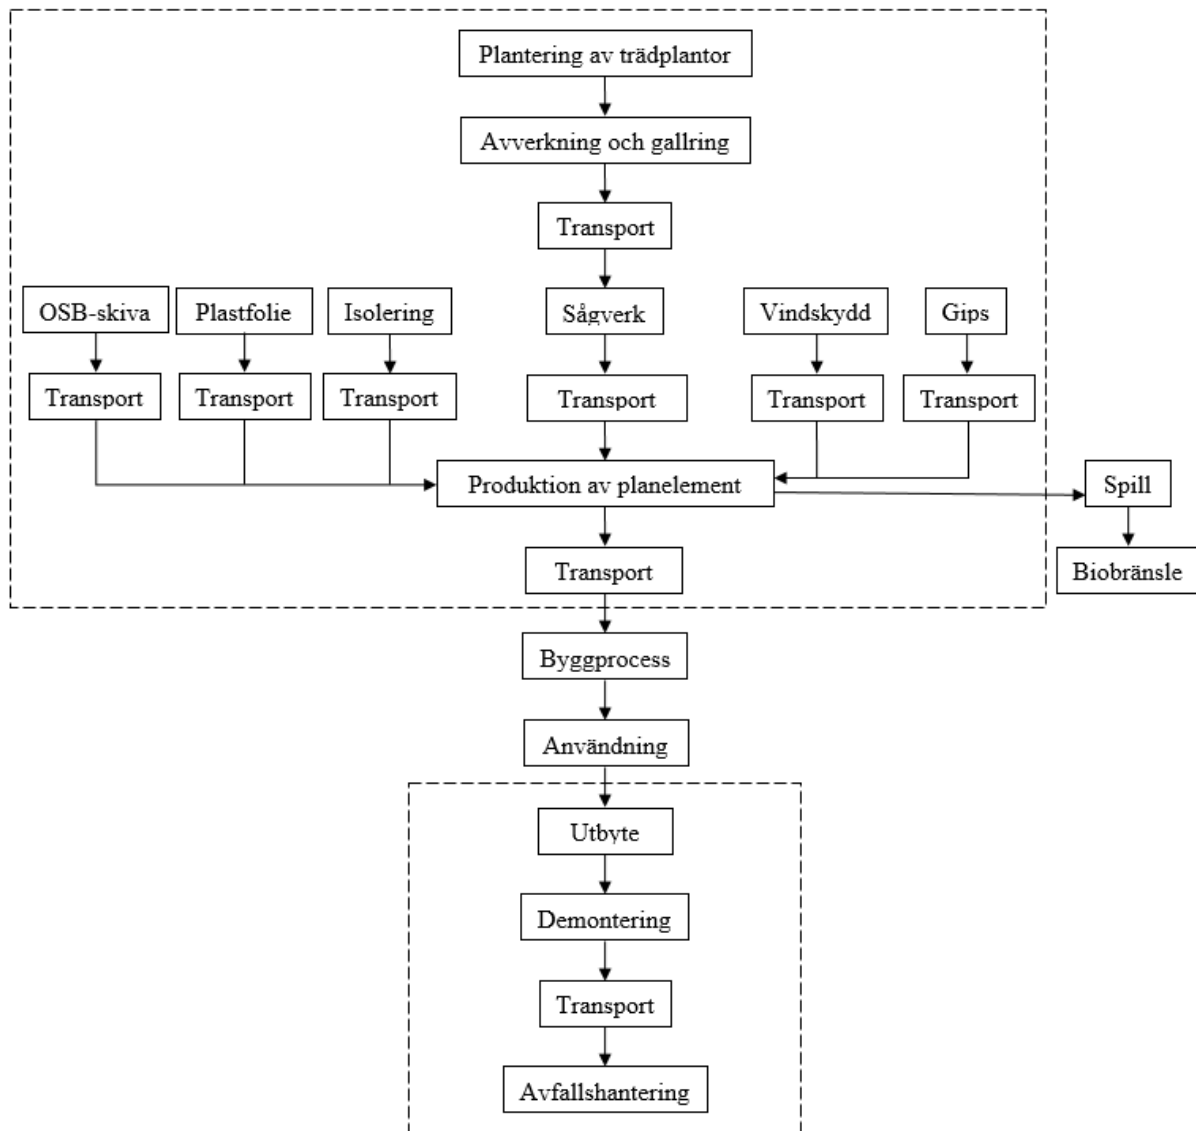 Plantering av trädplantor
Avverkning och gallring
Transport
OSB-skiva
Plastfolie
Isolering
Sågverk
Vindskydd
Gips
Transport
Transport
Transport
Transport
Transport
Transport
Produktion av planelement
Spill
Transport
Biobränsle
Byggprocess
Användning
Utbyte
Demontering
Transport
Avfallshantering